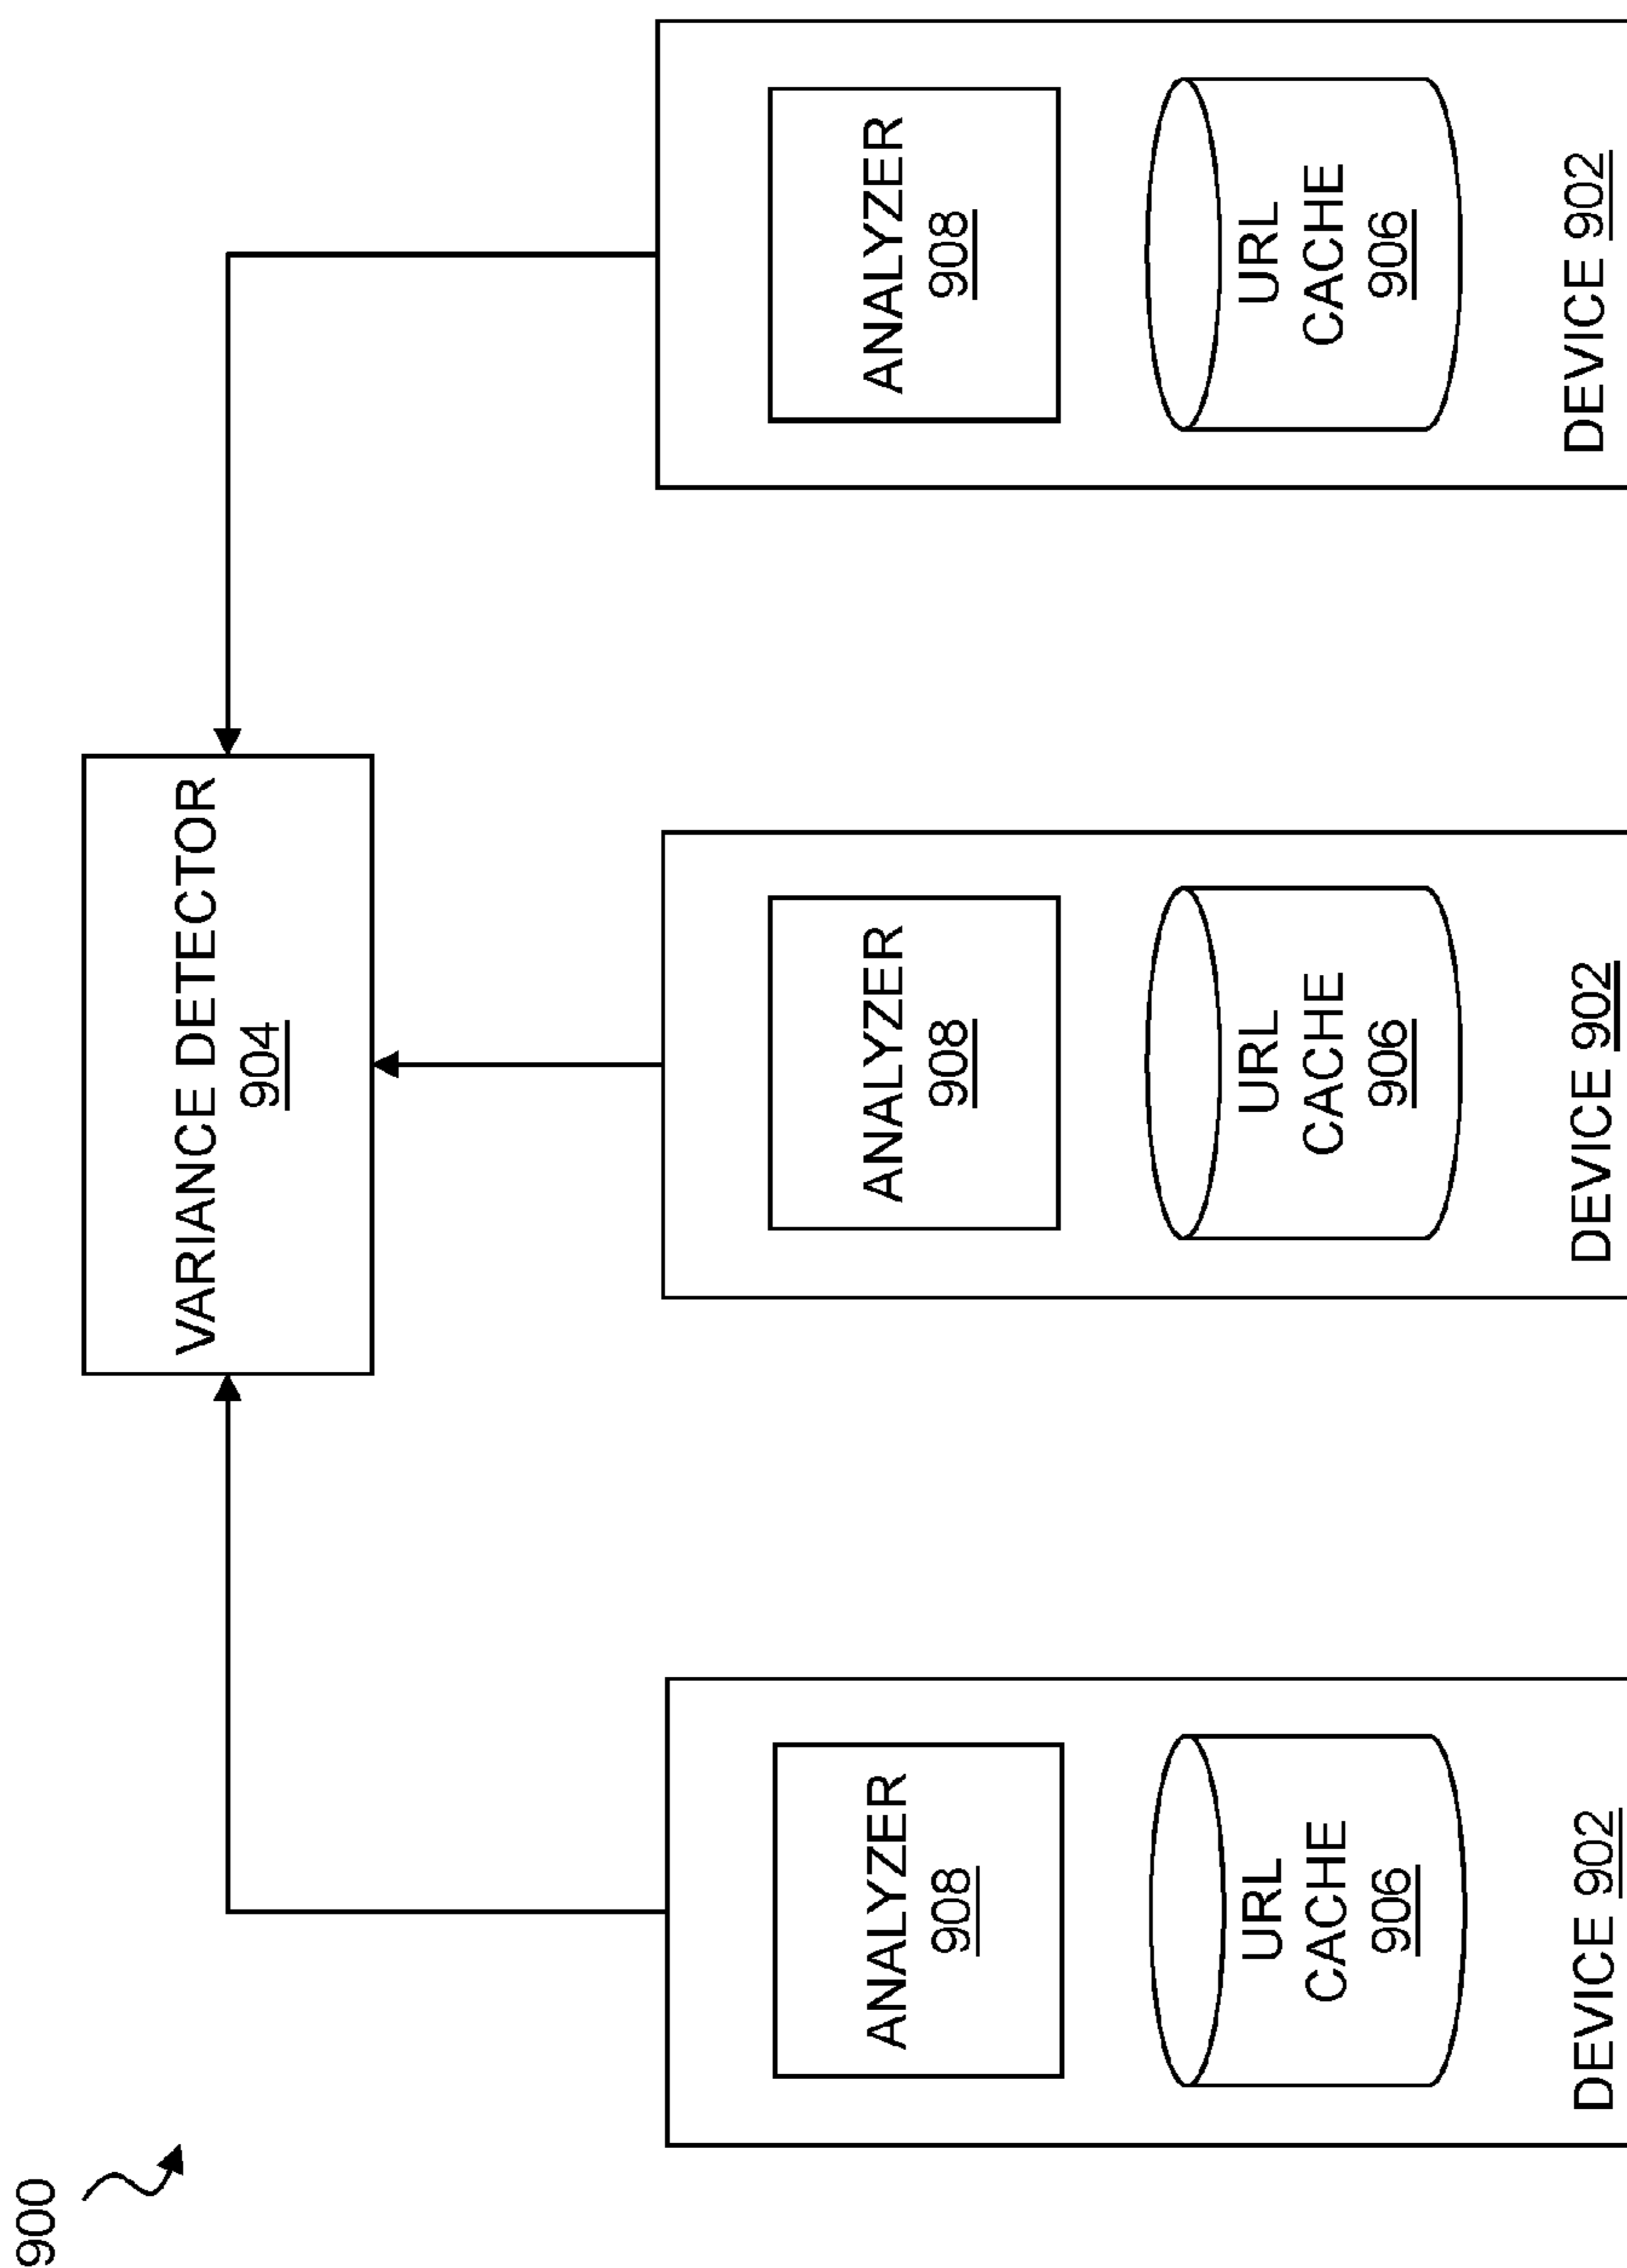 900
VARIANCE DETECTOR
904
ANALYZER
908
URL
CACHE
906
DEVICE 902
ANALYZER
908
URL
CACHE
906
DEVICE 902
ANALYZER
908
URL
CACHE
906
DEVICE 902